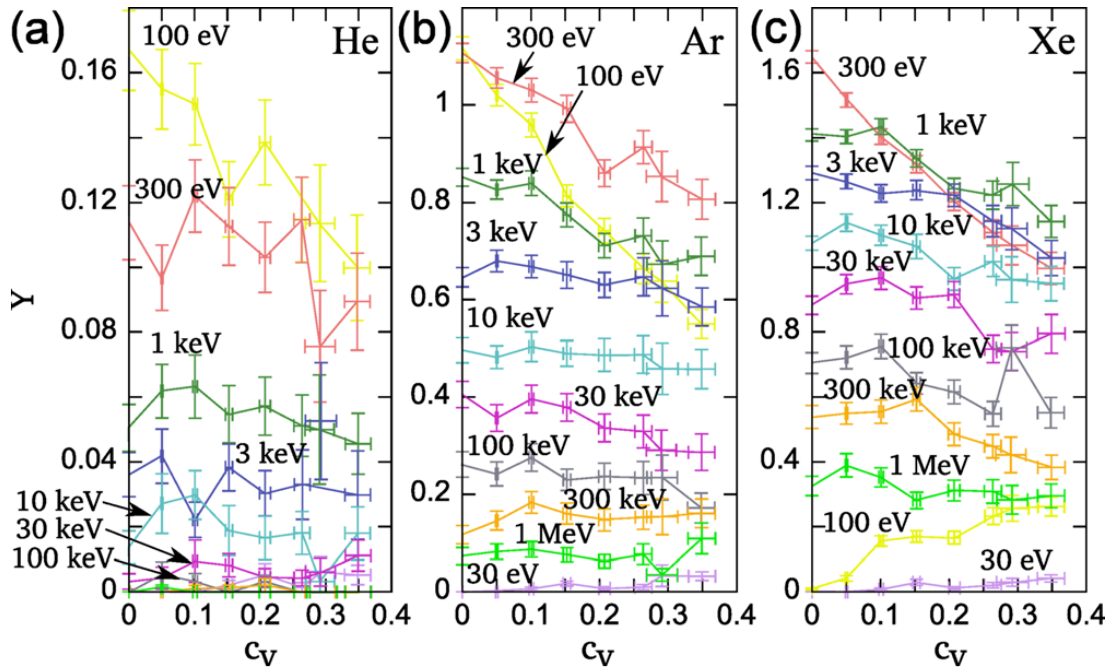 (a)
He
(b)
Ar
(c)
Xe
100 eV
300 eV
1 keV
3 keV
10 keV
30 keV
100 keV
0.16
0.12
0.08
0.04
0
Y
0
0.1
0.2
0.3
0.4
c_V
300 eV
100 eV
1 keV
3 keV
10 keV
30 keV
100 keV
300 keV
1 MeV
30 eV
1
0.8
0.6
0.4
0.2
0
0
0.1
0.2
0.3
0.4
c_V
300 eV
1 keV
3 keV
10 keV
30 keV
100 keV
300 keV
1 MeV
100 eV
30 eV
1.6
1.2
0.8
0.4
0
0
0.1
0.2
0.3
0.4
c_V